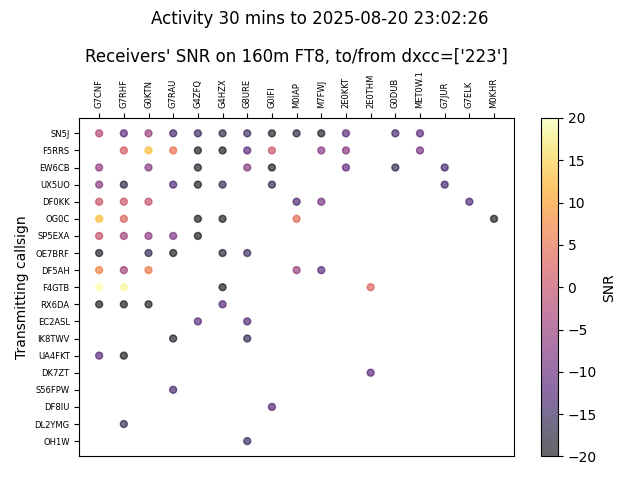 Activity 30 mins to 2025-08-20 23:02:26
Receivers' SNR on 160m FT8, to/from dxcc=['223']
G7CNF
G7RHF
G0KTN
G7RAU
G4ZFQ
G4HZX
G8URE
G0IFI
M0IAP
M7FWJ
2E0KKT
2E0THM
G0DUB
MET0W.1
G7JUR
G7ELK
M0KHR
Transmitting callsign
SN5J
F5RRS
EW6CB
UX5UO
DF0KK
OG0C
SP5EXA
OE7BRF
DF5AH
F4GTB
RX6DA
EC2ASL
IK8TWV
UA4FKT
DK7ZT
S56FPW
DF8IU
DL2YMG
OH1W
20
15
10
5
0
−5
−10
−15
−20
SNR